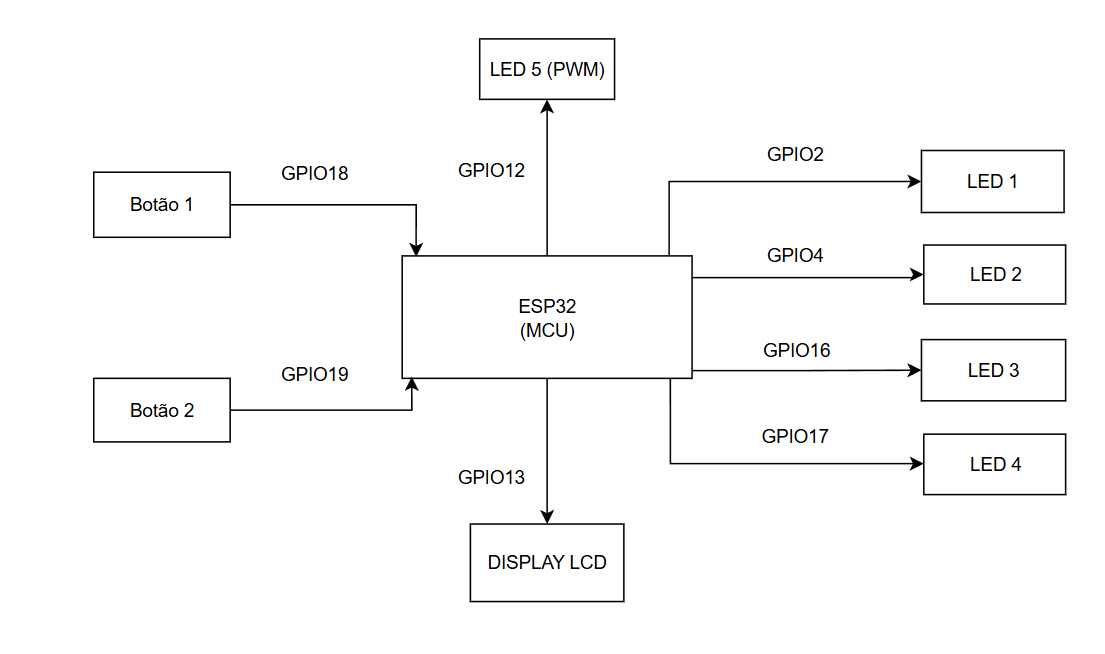 LED 5 (PWM)
GPIO2
LED 1
GPIO18
GPIO12
Botão 1
GPIO4
LED 2
ESP32
(MCU)
GPIO16
LED 3
GPIO19
Botão 2
GPIO17
LED 4
GPIO13
DISPLAY LCD